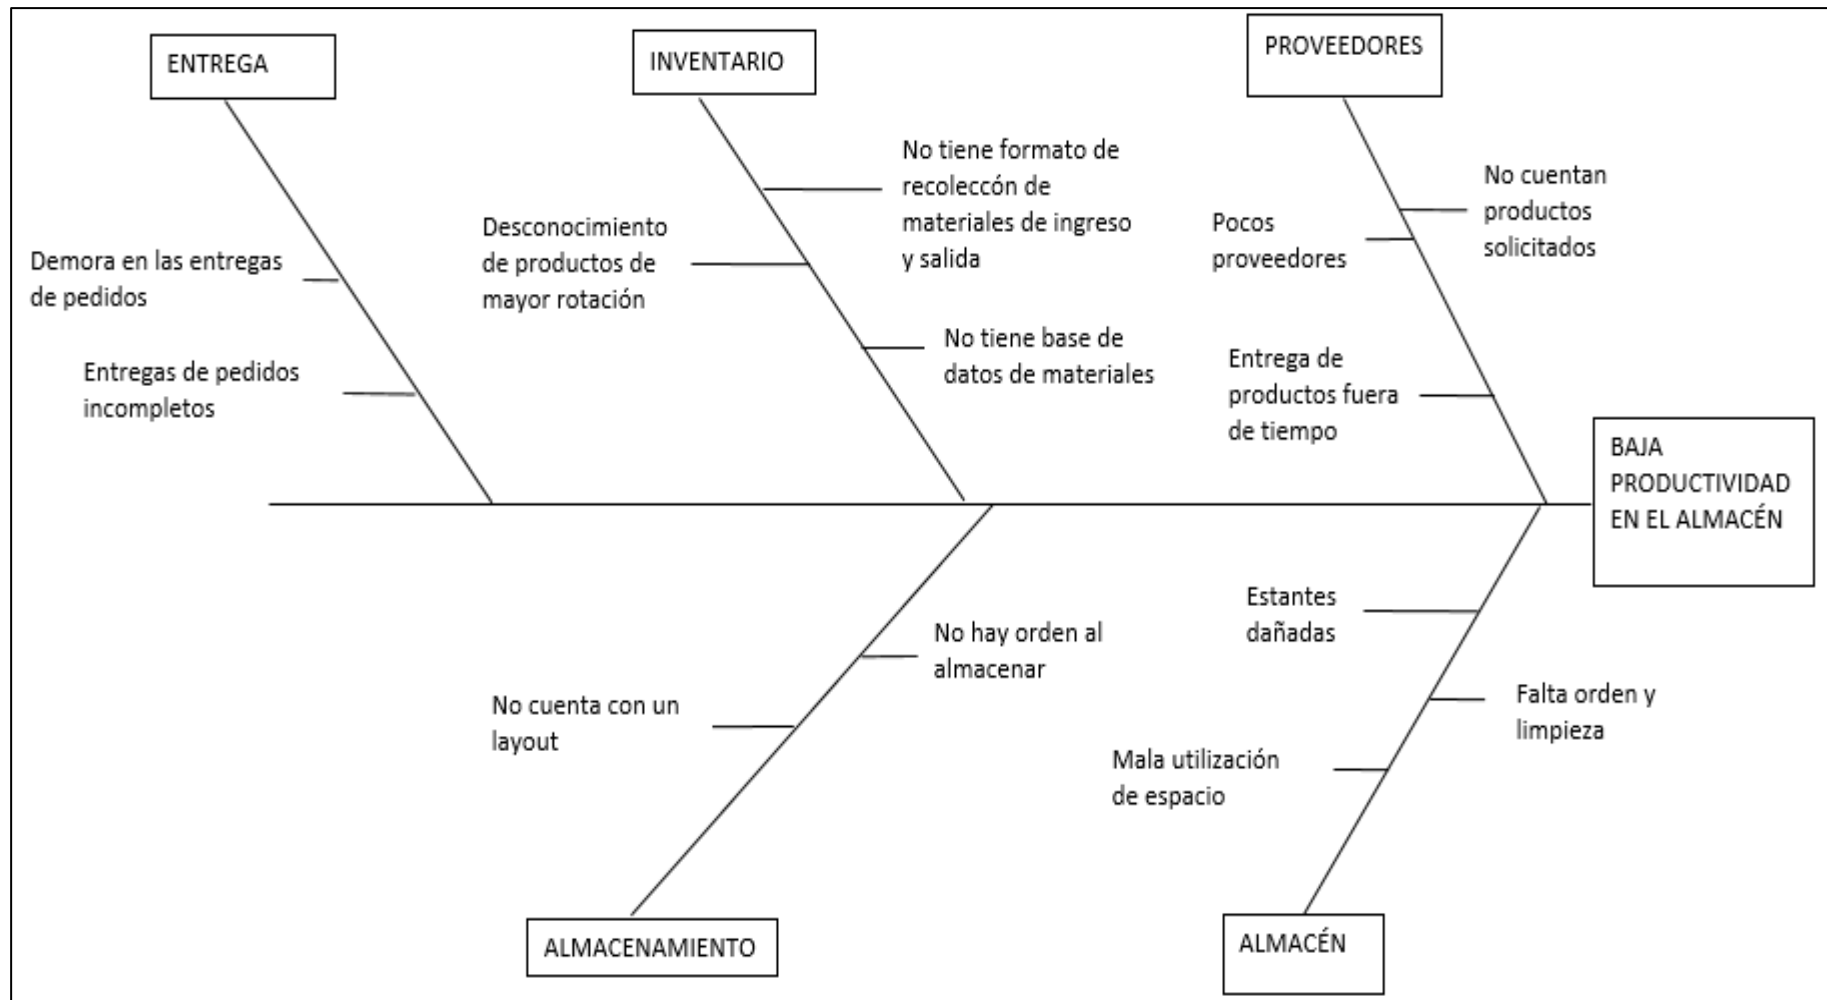 ENTREGA
INVENTARIO
PROVEEDORES
No tiene formato de
recoleccón de
materiales de ingreso
y salida
No cuentan
productos
solicitados
Desconocimiento
de productos de
mayor rotación
Pocos
proveedores
Demora en las entregas
de pedidos
No tiene base de
datos de materiales
Entrega de
productos fuera
de tiempo
Entregas de pedidos
incompletos
BAJA
PRODUCTIVIDAD
EN EL ALMACÉN
Estantes
dañadas
No hay orden al
almacenar
No cuenta con un
layout
Falta orden y
limpieza
Mala utilización
de espacio
ALMACENAMIENTO
ALMACÉN